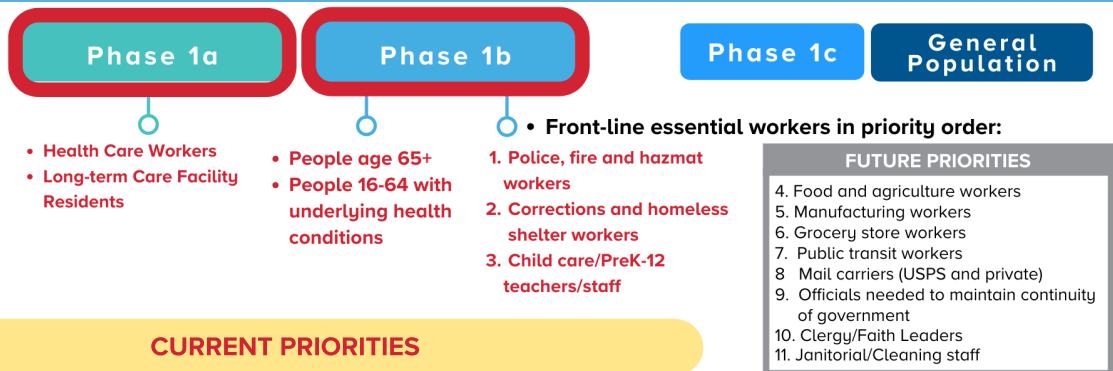 Phase 1a
Phase 1b
Phase 1c
General
Population
• Health Care Workers
• Long-term Care Facility
Residents
• People age 65+
• People 16-64 with
underlying health
conditions
• Front-line essential workers in priority order:
1. Police, fire and hazmat
workers
2. Corrections and homeless
shelter workers
3. Child care/PreK-12
teachers/staff
FUTURE PRIORITIES
4. Food and agriculture workers
5. Manufacturing workers
6. Grocery store workers
7. Public transit workers
8 Mail carriers (USPS and private)
9. Officials needed to maintain continuity
of government
10. Clergy/Faith Leaders
11. Janitorial/Cleaning staff
CURRENT PRIORITIES